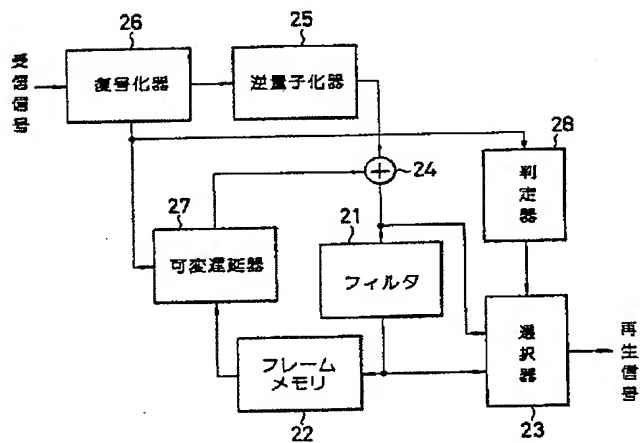 26
25
受信信号
復号化器
逆量子化器
28
24
判定器
27
21
可変遅延器
フィルタ
フレーム
メモリ
22
選択器
23
再生信号